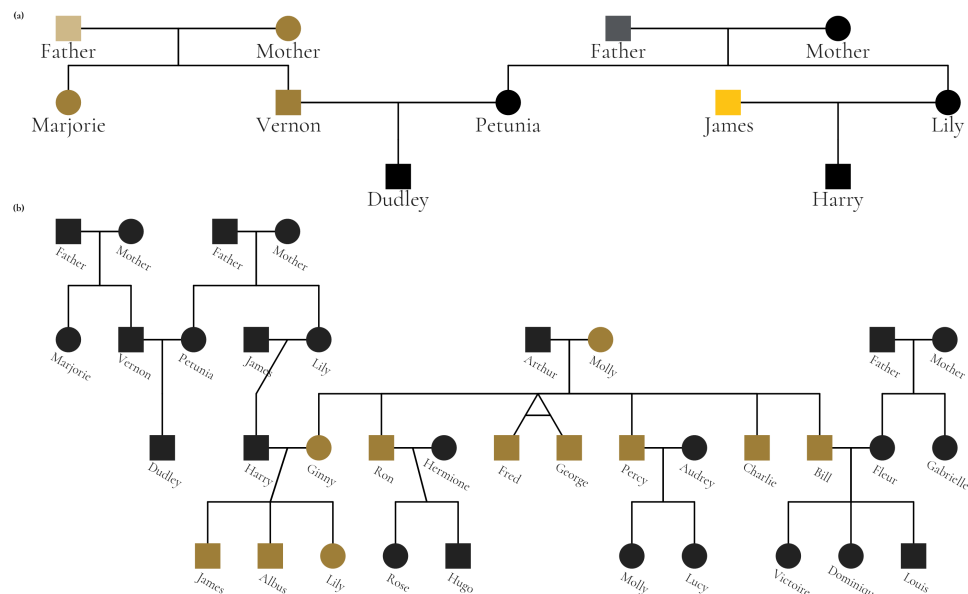 (a)
Father Mother Father Mother
Marjorie Vernon Petunia James Lily
Dudley Harry
(b)
Father Mother Father Mother
Marjorie Vernon Petunia James Lily Arthur Molly Father Mother
Dudley Harry Ginny Ron Hermione Fred George Percy Audrey Charlie Bill Fleur Gabrielle
James Albus Lily Rose Hugo Molly Lucy Victoire Dominiqu Louis